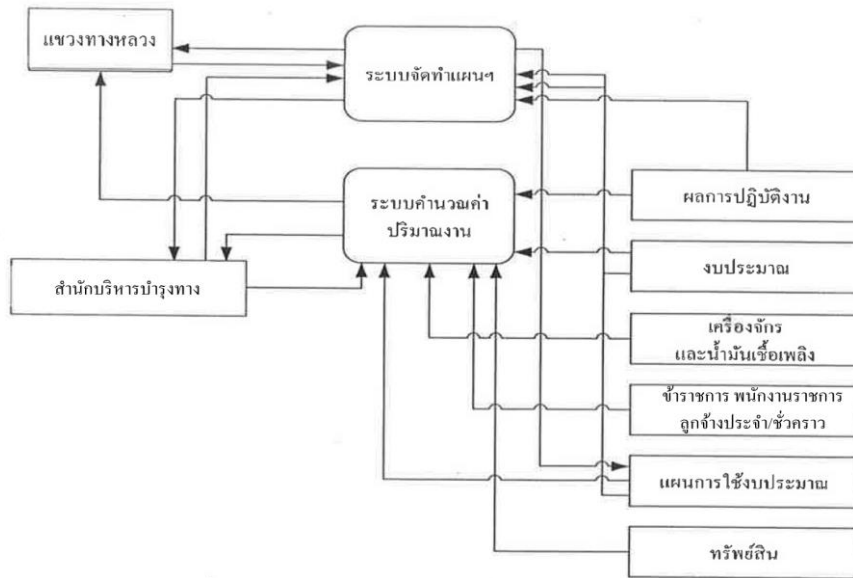 แขวงทางหลวง
ระบบจัดทำแผนฯ
ผลการปฏิบัติงาน
ระบบคำนวณค่า
ปริมาณงาน
งบประมาณ
สำนักบริหารบำรุงทาง
เครื่องจักร
และน้ำมันเชื้อเพลิง
ข้าราชการ พนักงานราชการ
ลูกจ้างประจำ/ชั่วคราว
แผนการใช้งบประมาณ
ทรัพย์สิน